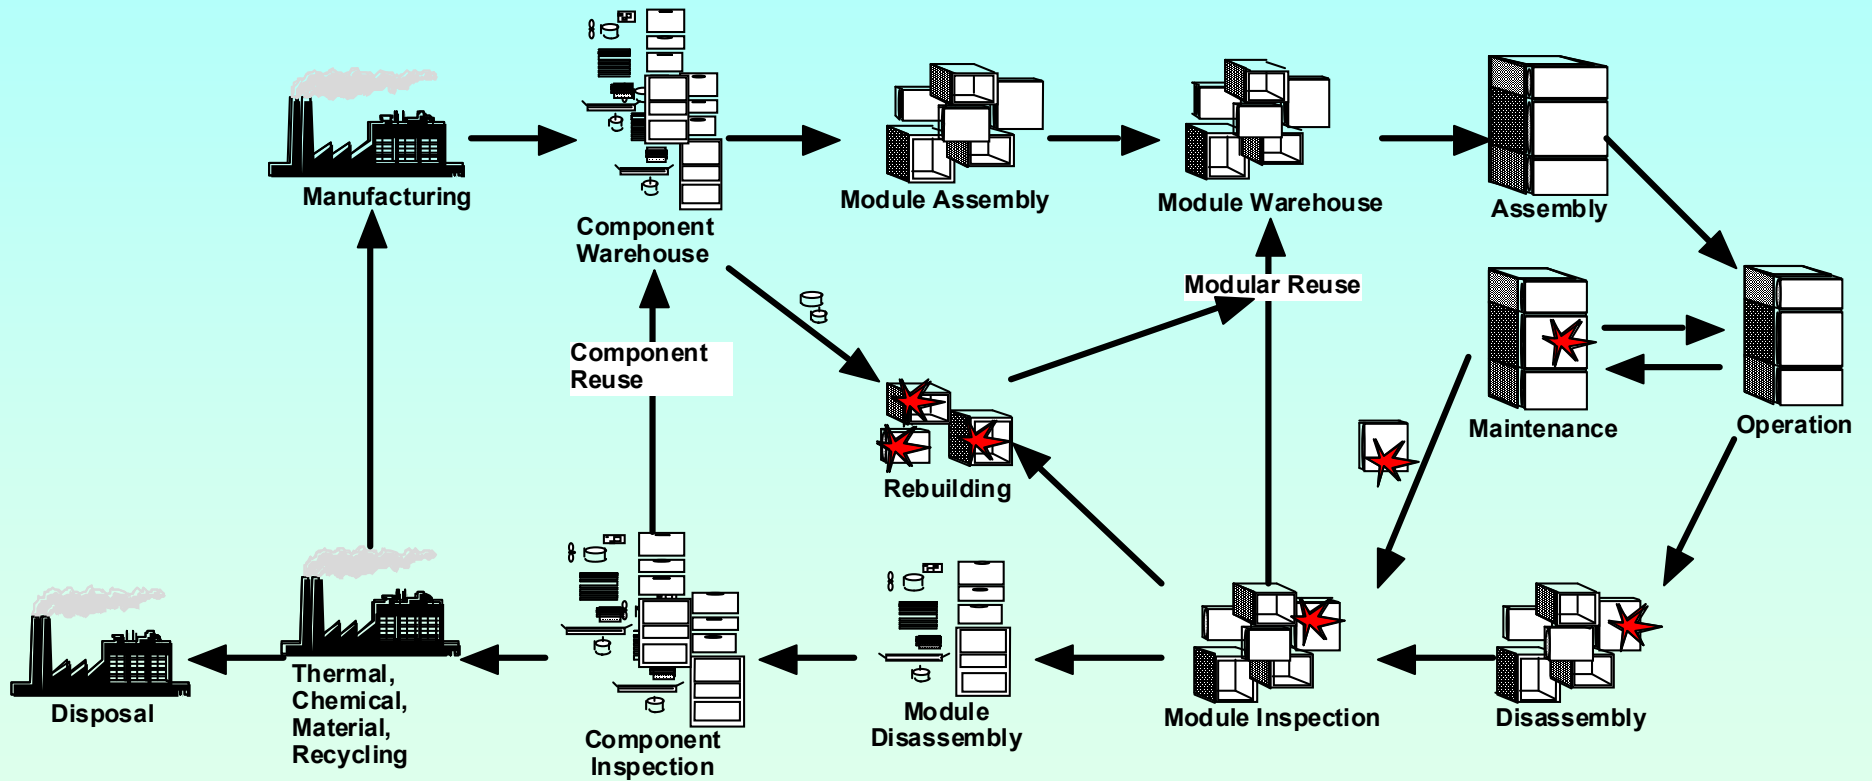 Manufacturing
Component
Warehouse
Module Assembly
Module Warehouse
Assembly
Modular Reuse
Component
Reuse
Maintenance
Operation
Rebuilding
Disposal
Thermal,
Chemical,
Material,
Recycling
Component
Inspection
Module
Disassembly
Module Inspection
Disassembly